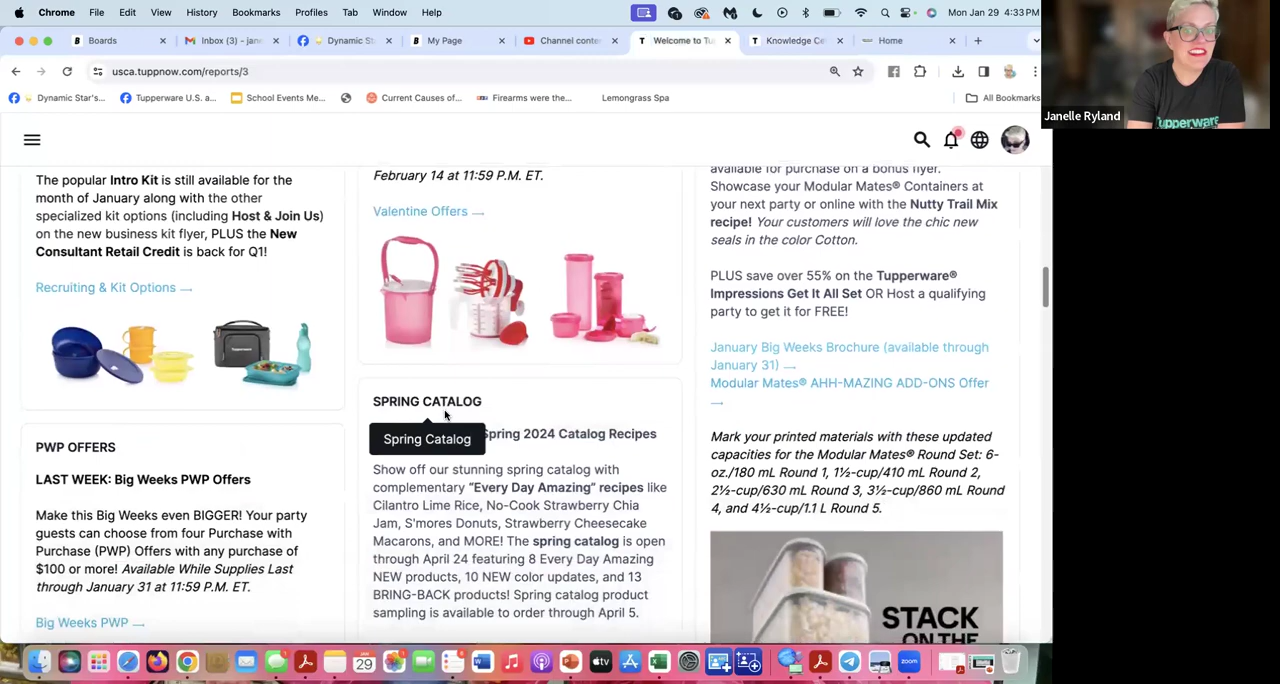 Chrome File Edit View History Bookmarks Profiles Tab Window Help
Mon Jan 29 4:33 PM
Boards
Inbox (3) - jane
Dynamic St
My Page
Channel conten
Welcome to Tu
Knowledge Ce
Home
usca.tuppnow.com/reports/3
Dynamic Star's...
Tupperware U.S. a...
School Events Me...
Current Causes of...
Firearms were the...
Lemongrass Spa
All Bookmarks
Janelle Ryland
Tupperware
The popular Intro Kit is still available for the
month of January along with the other
specialized kit options (including Host & Join Us)
on the new business kit flyer, PLUS the New
Consultant Retail Credit is back for Q1!
Recruiting & Kit Options →
PWP OFFERS
LAST WEEK: Big Weeks PWP Offers
Make this Big Weeks even BIGGER! Your party
guests can choose from four Purchase with
Purchase (PWP) Offers with any purchase of
$100 or more! Available While Supplies Last
through January 31 at 11:59 P.M. ET.
Big Weeks PWP →
February 14 at 11:59 P.M. ET.
Valentine Offers →
SPRING CATALOG
Spring Catalog
Spring 2024 Catalog Recipes
Show off our stunning spring catalog with
complementary “Every Day Amazing” recipes like
Cilantro Lime Rice, No-Cook Strawberry Chia
Jam, S'mores Donuts, Strawberry Cheesecake
Macarons, and MORE! The spring catalog is open
through April 24 featuring 8 Every Day Amazing
NEW products, 10 NEW color updates, and 13
BRING-BACK products! Spring catalog product
sampling is available to order through April 5.
available for purchase on a bonus flyer.
Showcase your Modular Mates® Containers at
your next party or online with the Nutty Trail Mix
recipe! Your customers will love the chic new
seals in the color Cotton.
PLUS save over 55% on the Tupperware®
Impressions Get It All Set OR Host a qualifying
party to get it for FREE!
January Big Weeks Brochure (available through
January 31) →
Modular Mates® AHH-MAZING ADD-ONS Offer
→
Mark your printed materials with these updated
capacities for the Modular Mates® Round Set: 6-
oz./180 mL Round 1, 1½-cup/410 mL Round 2,
2½-cup/630 mL Round 3, 3½-cup/860 mL Round
4, and 4½-cup/1.1 L Round 5.
STACK
ON THE
JAN
29
zoom